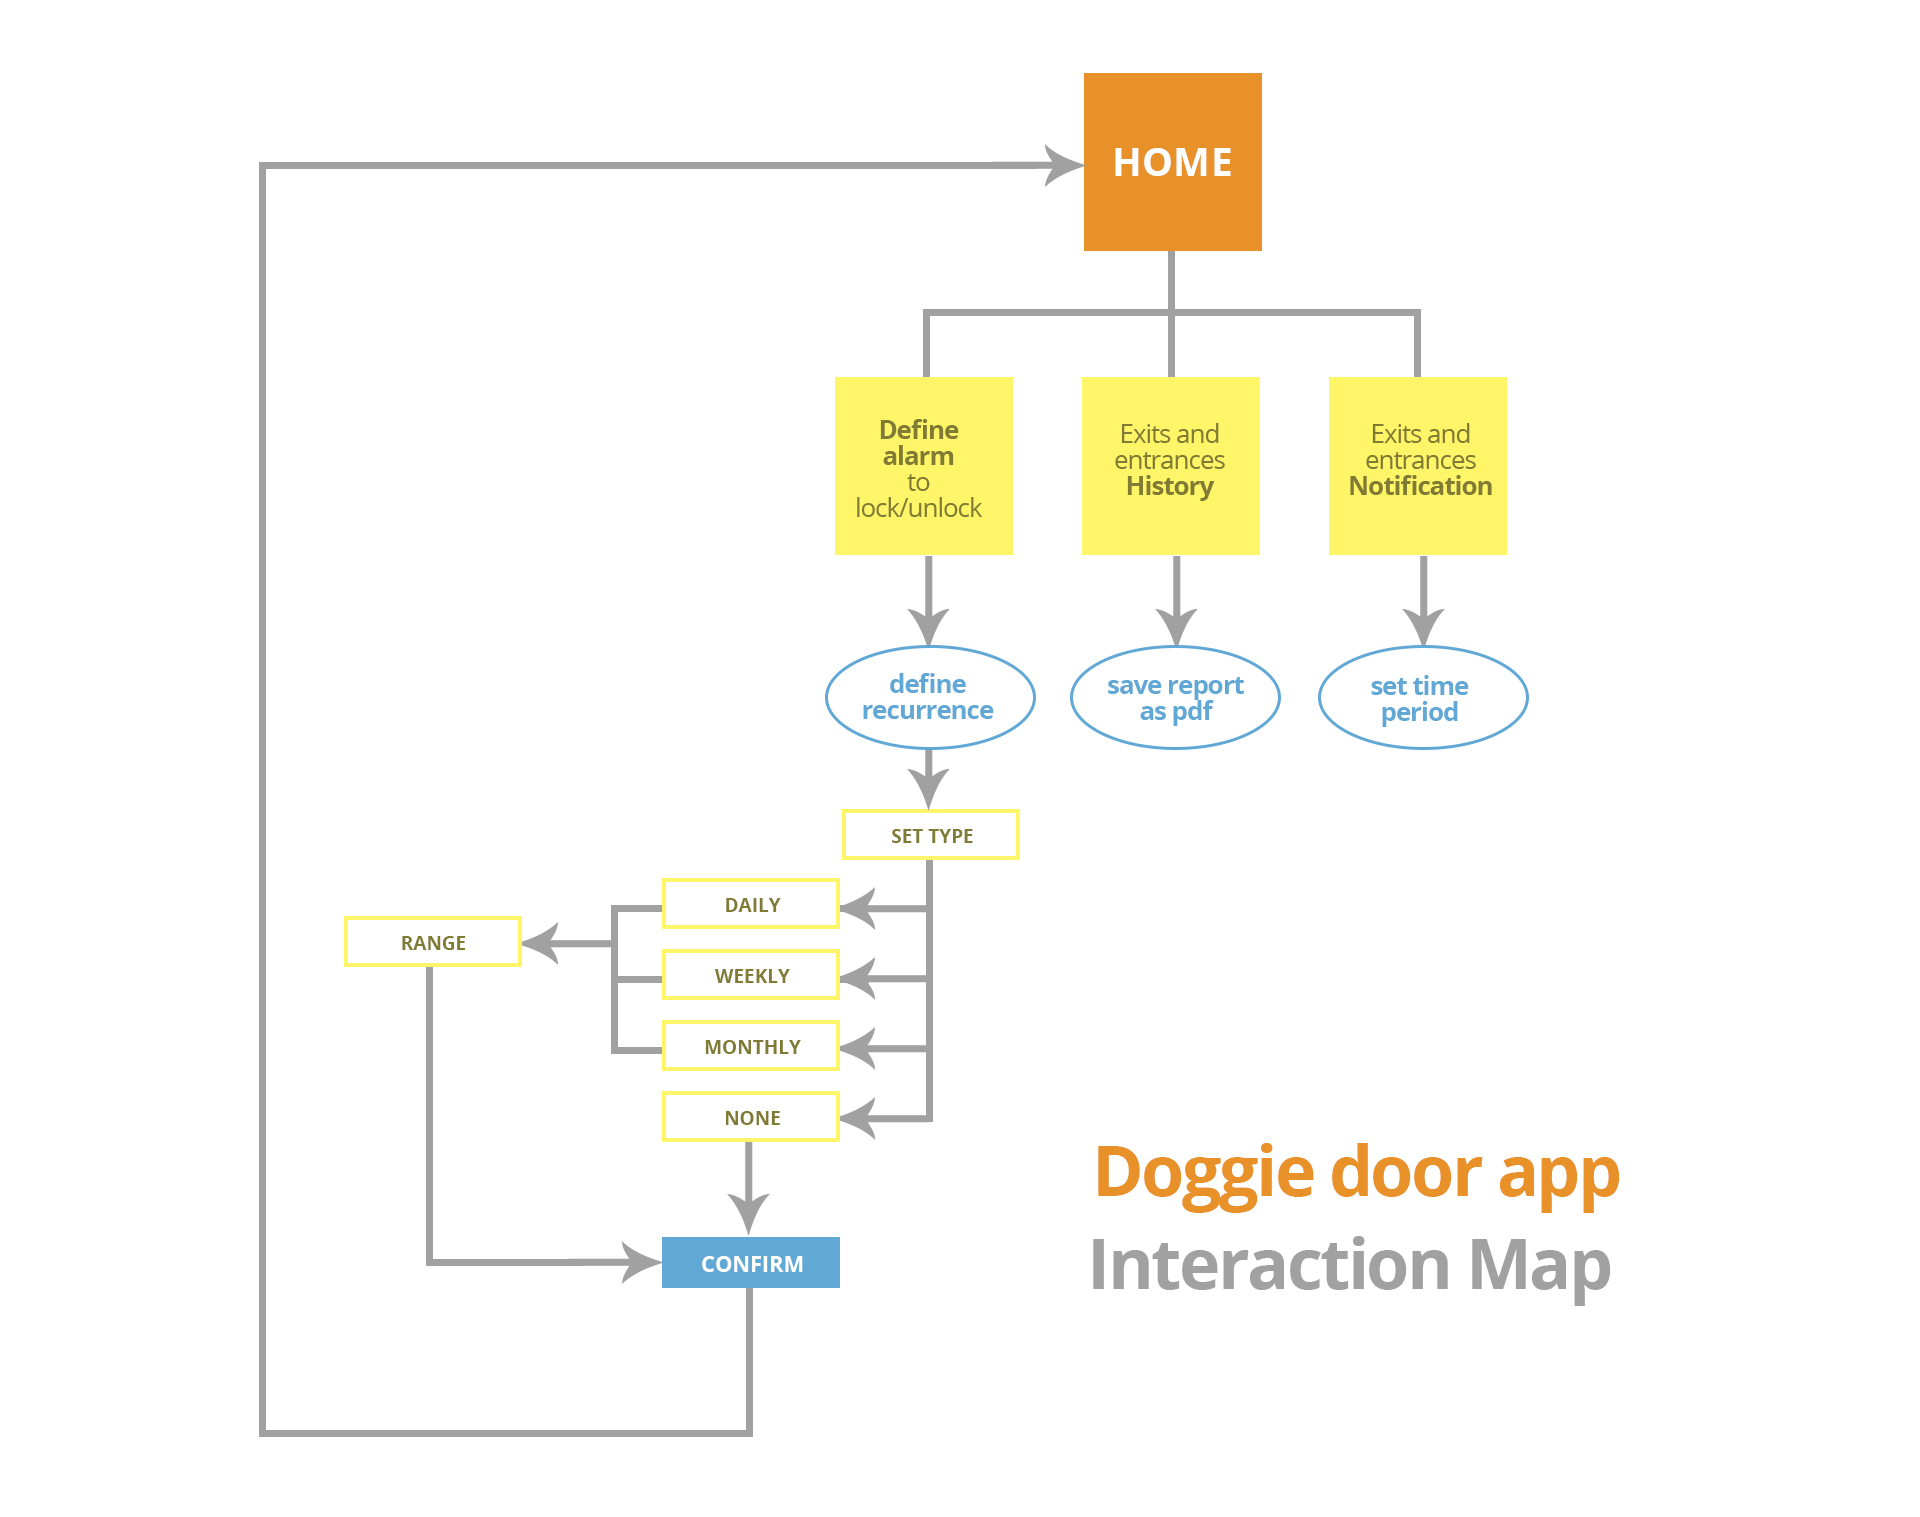 HOME
Define
alarm
to
lock/unlock
Exits and
entrances
History
Exits and
entrances
Notification
define
recurrence
save report
as pdf
set time
period
SET TYPE
DAILY
RANGE
WEEKLY
MONTHLY
NONE
CONFIRM
Doggie door app
Interaction Map